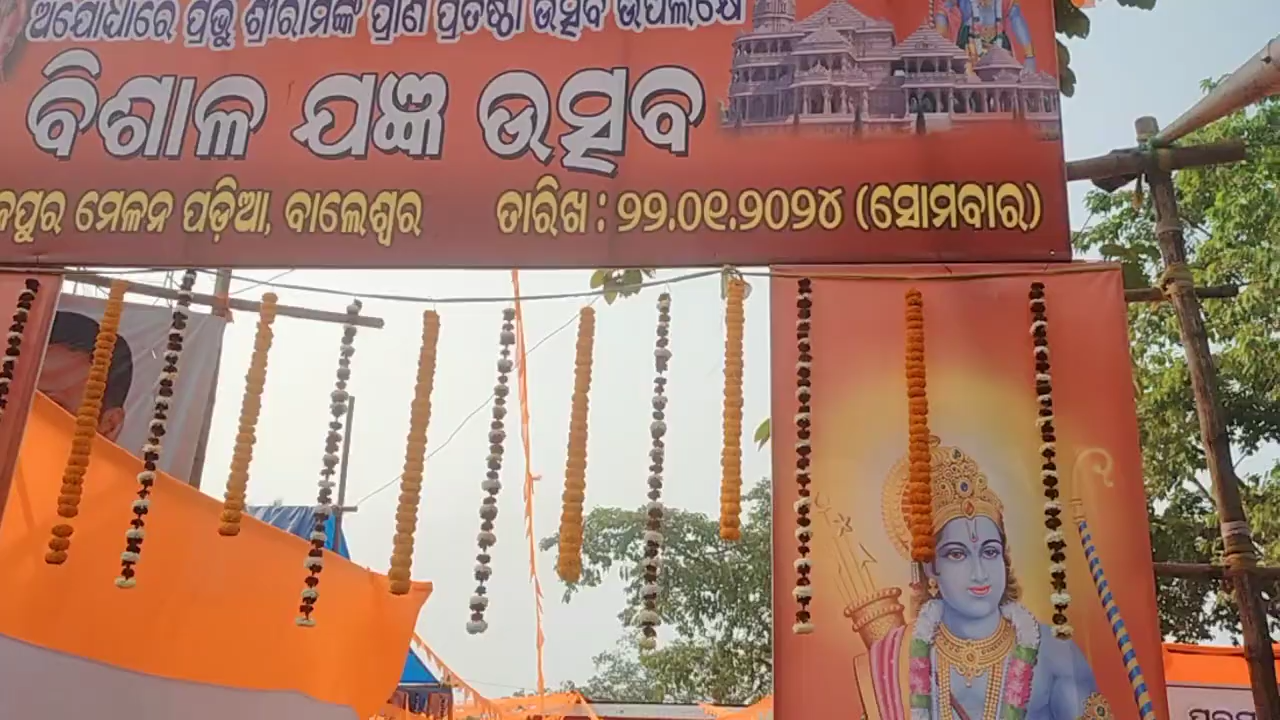 ଅଯୋଧାରେ ପ୍ରଭୁ ଶ୍ରୀରାମଙ୍କ ପ୍ରାଣ ପ୍ରତିଷ୍ଠା ଉତ୍ସବ ଉପଲକ୍ଷେ
ବିଶାଳ ଯଜ୍ଞ ଉତ୍ସବ
ମେଳନ ପଡ଼ିଆ, ବାଲେଶ୍ୱର ତାରିଖ : ୨୨.୦୧.୨୦୨୪ (ସୋମବାର)